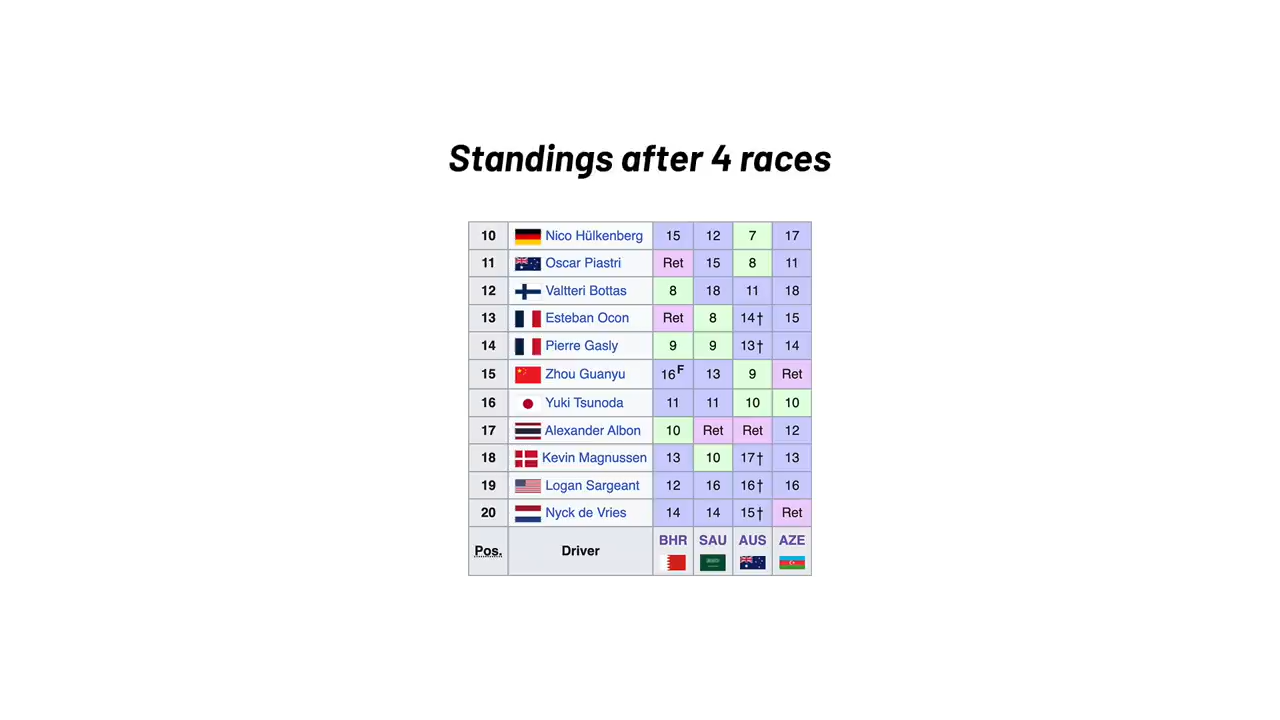 Standings after 4 races
10 Nico Hülkenberg 15 12 7 17
11 Oscar Piastri Ret 15 8 11
12 Valtteri Bottas 8 18 11 18
13 Esteban Ocon Ret 8 14† 15
14 Pierre Gasly 9 9 13† 14
15 Zhou Guanyu 16F 13 9 Ret
16 Yuki Tsunoda 11 11 10 10
17 Alexander Albon 10 Ret Ret 12
18 Kevin Magnussen 13 10 17† 13
19 Logan Sargeant 12 16 16† 16
20 Nyck de Vries 14 14 15† Ret
Pos. Driver BHR SAU AUS AZE